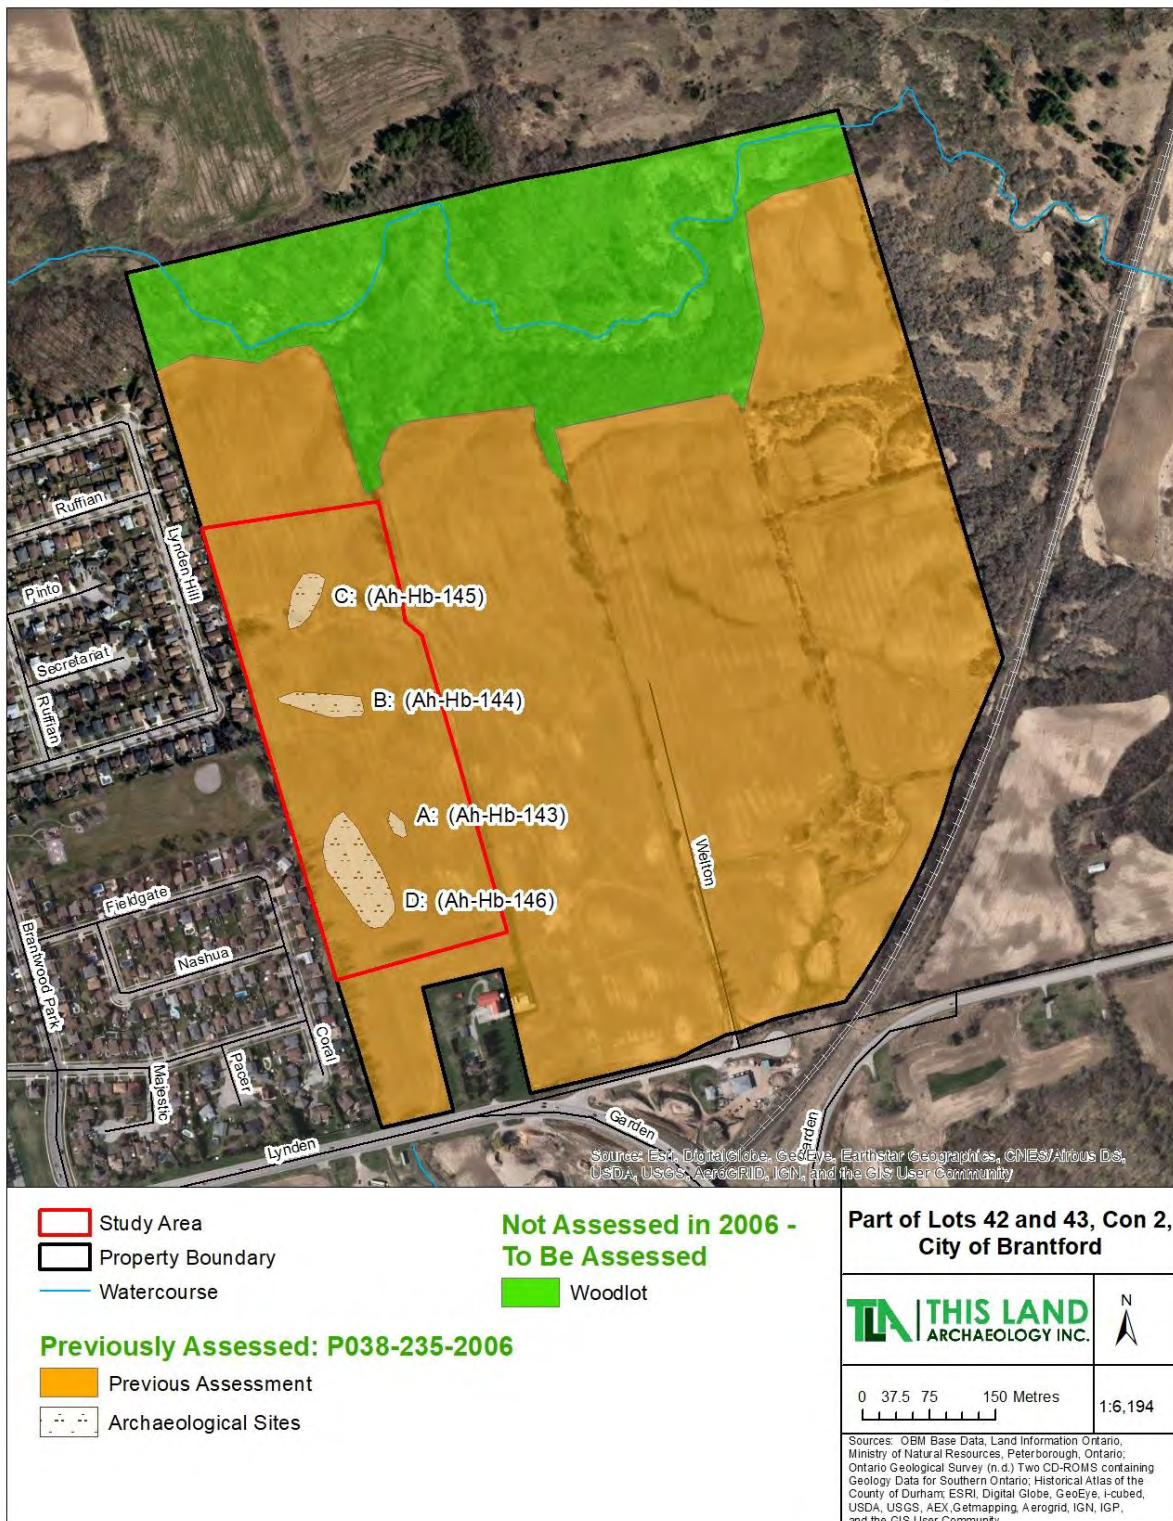 Ruffian
Lynden Hill
Pinto
Secretariat
Ruffian
C: (Ah-Hb-145)
B: (Ah-Hb-144)
A: (Ah-Hb-143)
D: (Ah-Hb-146)
Welton
Fieldgate
Nashua
Brantwood Park
Coral
Pacer
Majestic
Lynden
Garden
Garden
Source: Esri, DigitalGlobe, GeoEye, Earthstar Geographics, CNES/Airbus DS,
USDA, USGS, AeroGRID, IGN, and the GIS User Community
Study Area
Property Boundary
Watercourse
Previously Assessed: P038-235-2006
Previous Assessment
Archaeological Sites
Not Assessed in 2006 -
To Be Assessed
Woodlot
Part of Lots 42 and 43, Con 2,
City of Brantford
TLA THIS LAND
ARCHAEOLOGY INC.
N
0 37.5 75 150 Metres
1:6,194
Sources: OBM Base Data, Land Information Ontario,
Ministry of Natural Resources, Peterborough, Ontario;
Ontario Geological Survey (n.d.) Two CD-ROMS containing
Geology Data for Southern Ontario; Historical Atlas of the
County of Durham; ESRI, Digital Globe, GeoEye, i-cubed,
USDA, USGS, AEX,Getmapping, Aerogrid, IGN, IGP,
and the GIS User Community